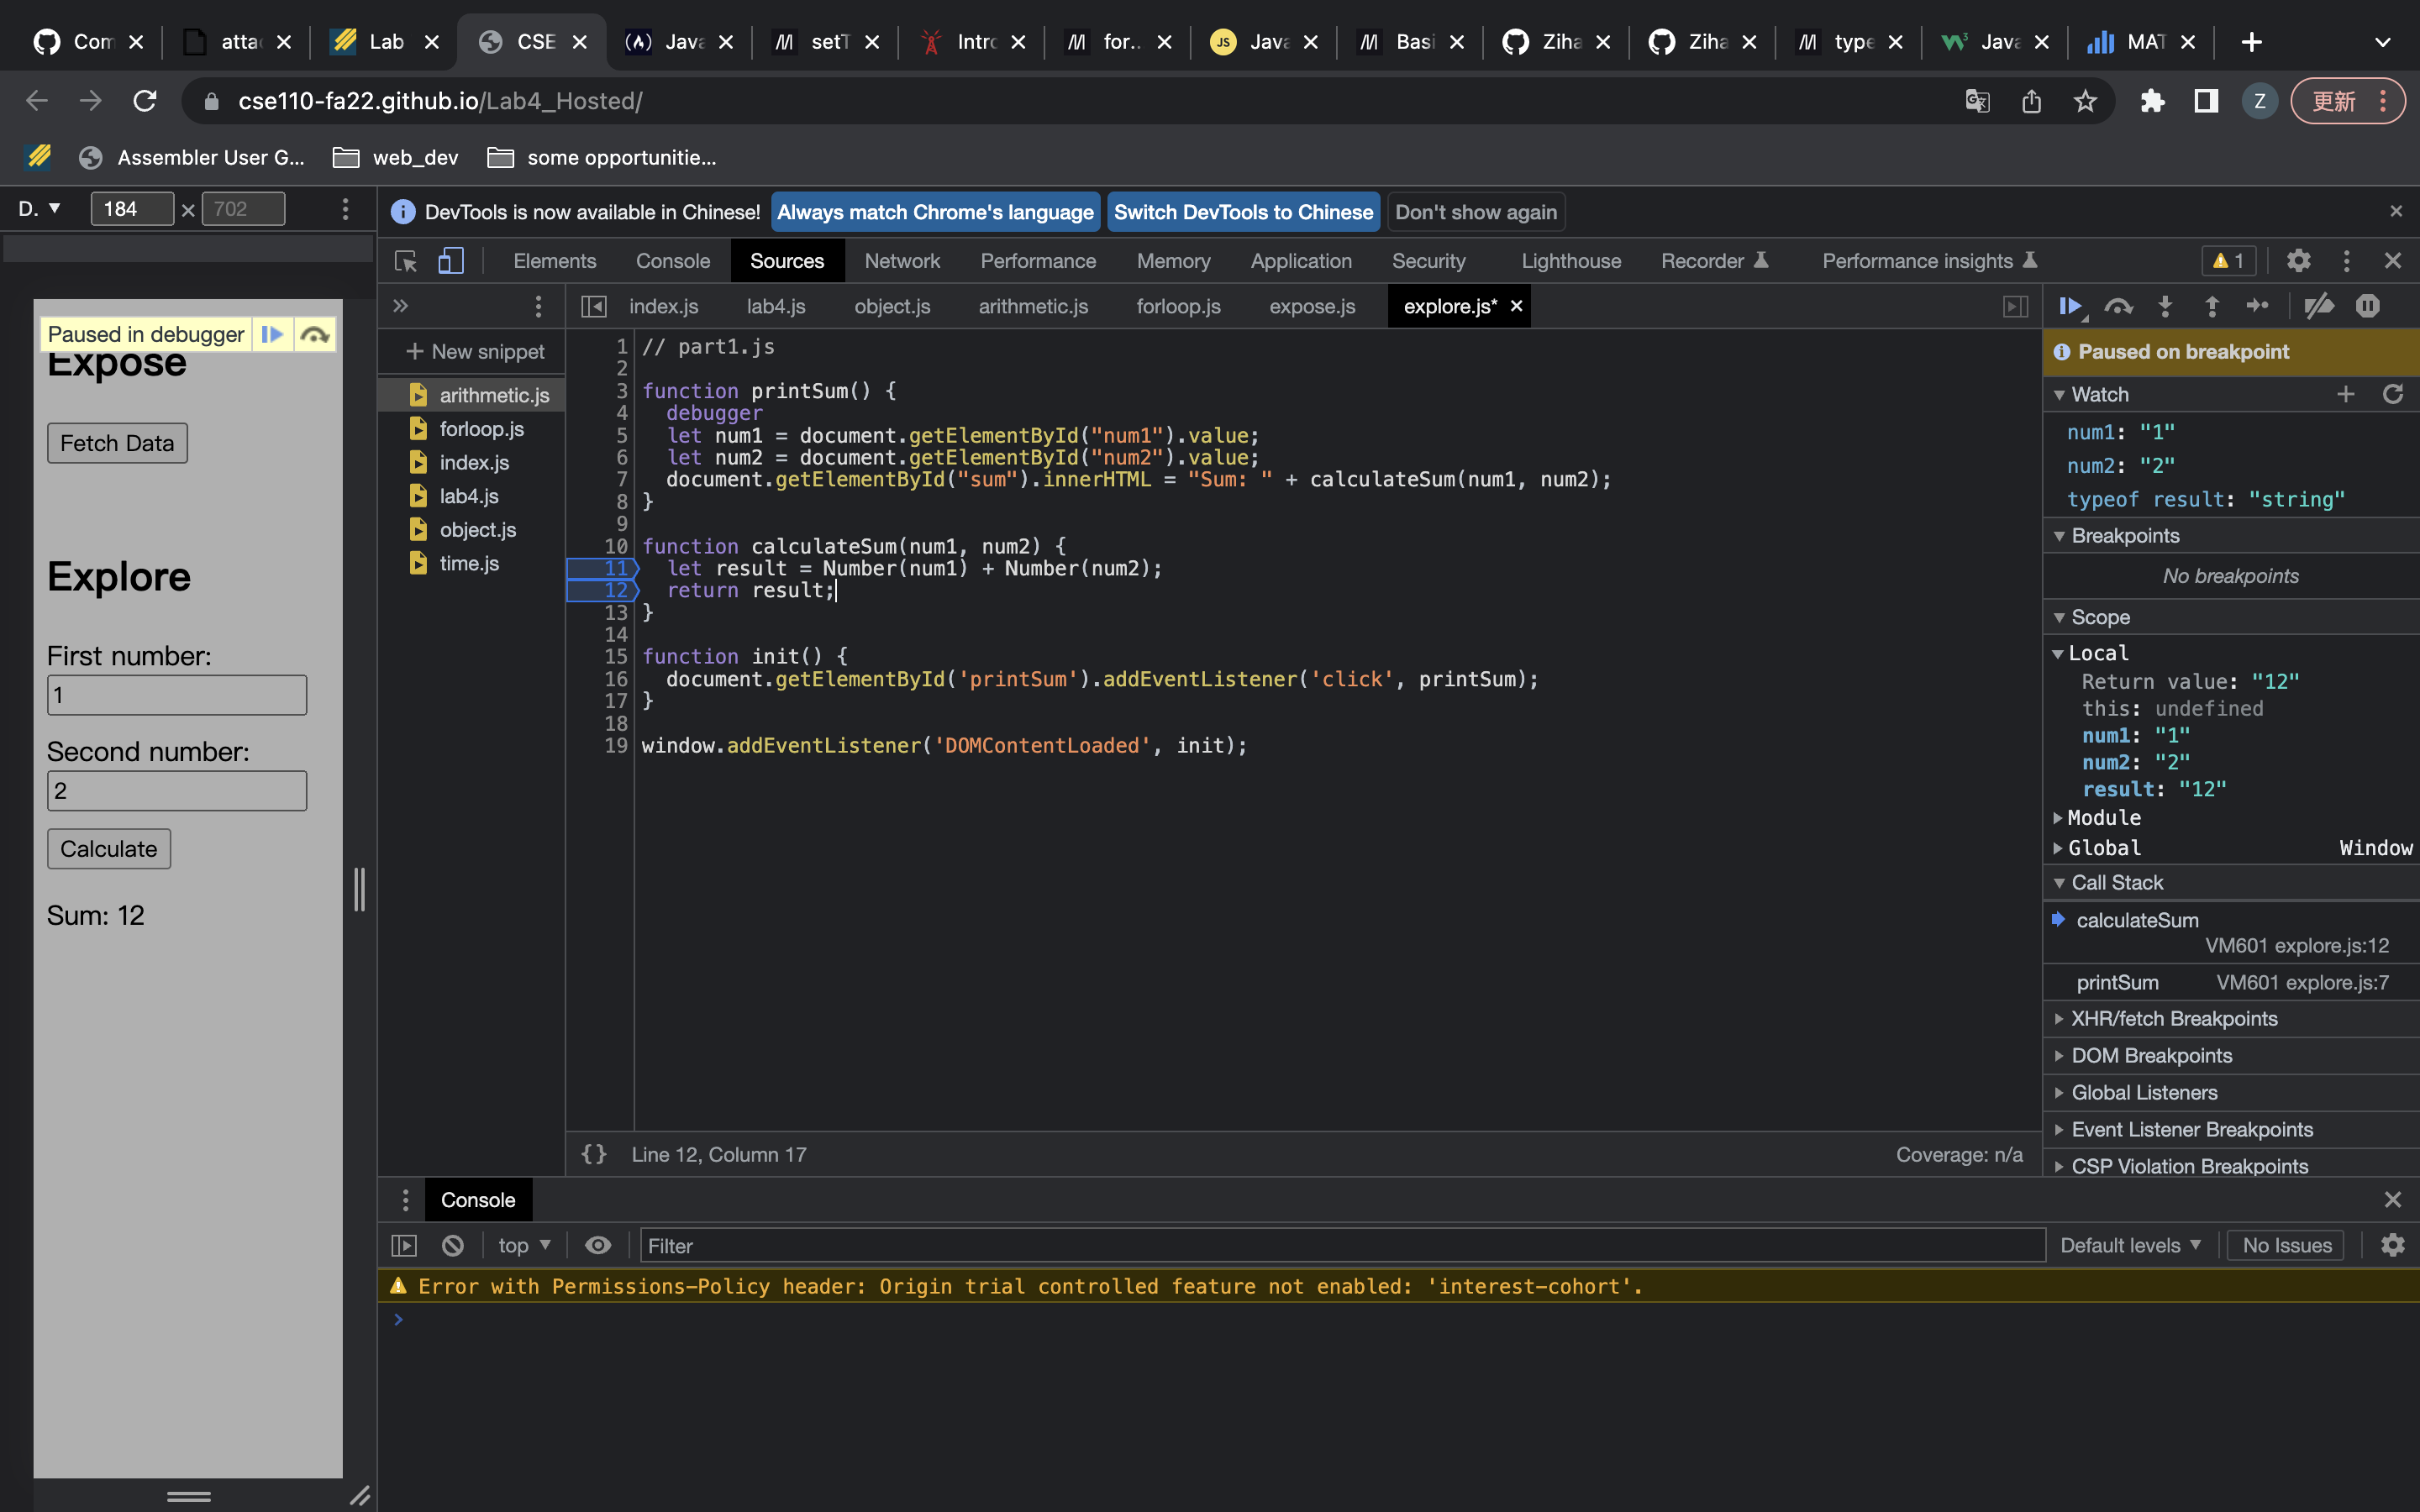 Com
atta
Lab
CSE
Java
setT
Intro
for..
JS
Java
Basi
Ziha
Ziha
type
Java
MAT
cse110-fa22.github.io/Lab4_Hosted/
Z
更新
Assembler User G...
web_dev
some opportunitie...
D.
184
702
DevTools is now available in Chinese!
Always match Chrome's language
Switch DevTools to Chinese
Don't show again
Elements
Console
Sources
Network
Performance
Memory
Application
Security
Lighthouse
Recorder
Performance insights
1
New snippet
arithmetic.js
forloop.js
index.js
lab4.js
object.js
time.js
index.js
lab4.js
object.js
arithmetic.js
forloop.js
expose.js
explore.js*
1 // part1.js
2
3 function printSum() {
4 debugger
5 let num1 = document.getElementById("num1").value;
6 let num2 = document.getElementById("num2").value;
7 document.getElementById("sum").innerHTML = "Sum: " + calculateSum(num1, num2);
8 }
9
10 function calculateSum(num1, num2) {
11 let result = Number(num1) + Number(num2);
12 return result;
13 }
14
15 function init() {
16 document.getElementById('printSum').addEventListener('click', printSum);
17 }
18
19 window.addEventListener('DOMContentLoaded', init);
{} Line 12, Column 17
Coverage: n/a
Paused in debugger
Expose
Fetch Data
Explore
First number:
1
Second number:
2
Calculate
Sum: 12
Paused on breakpoint
Watch
num1: "1"
num2: "2"
typeof result: "string"
Breakpoints
No breakpoints
Scope
Local
Return value: "12"
this: undefined
num1: "1"
num2: "2"
result: "12"
Module
Global Window
Call Stack
calculateSum
VM601 explore.js:12
printSum VM601 explore.js:7
XHR/fetch Breakpoints
DOM Breakpoints
Global Listeners
Event Listener Breakpoints
CSP Violation Breakpoints
Console
top
Filter
Default levels
No Issues
Error with Permissions-Policy header: Origin trial controlled feature not enabled: 'interest-cohort'.